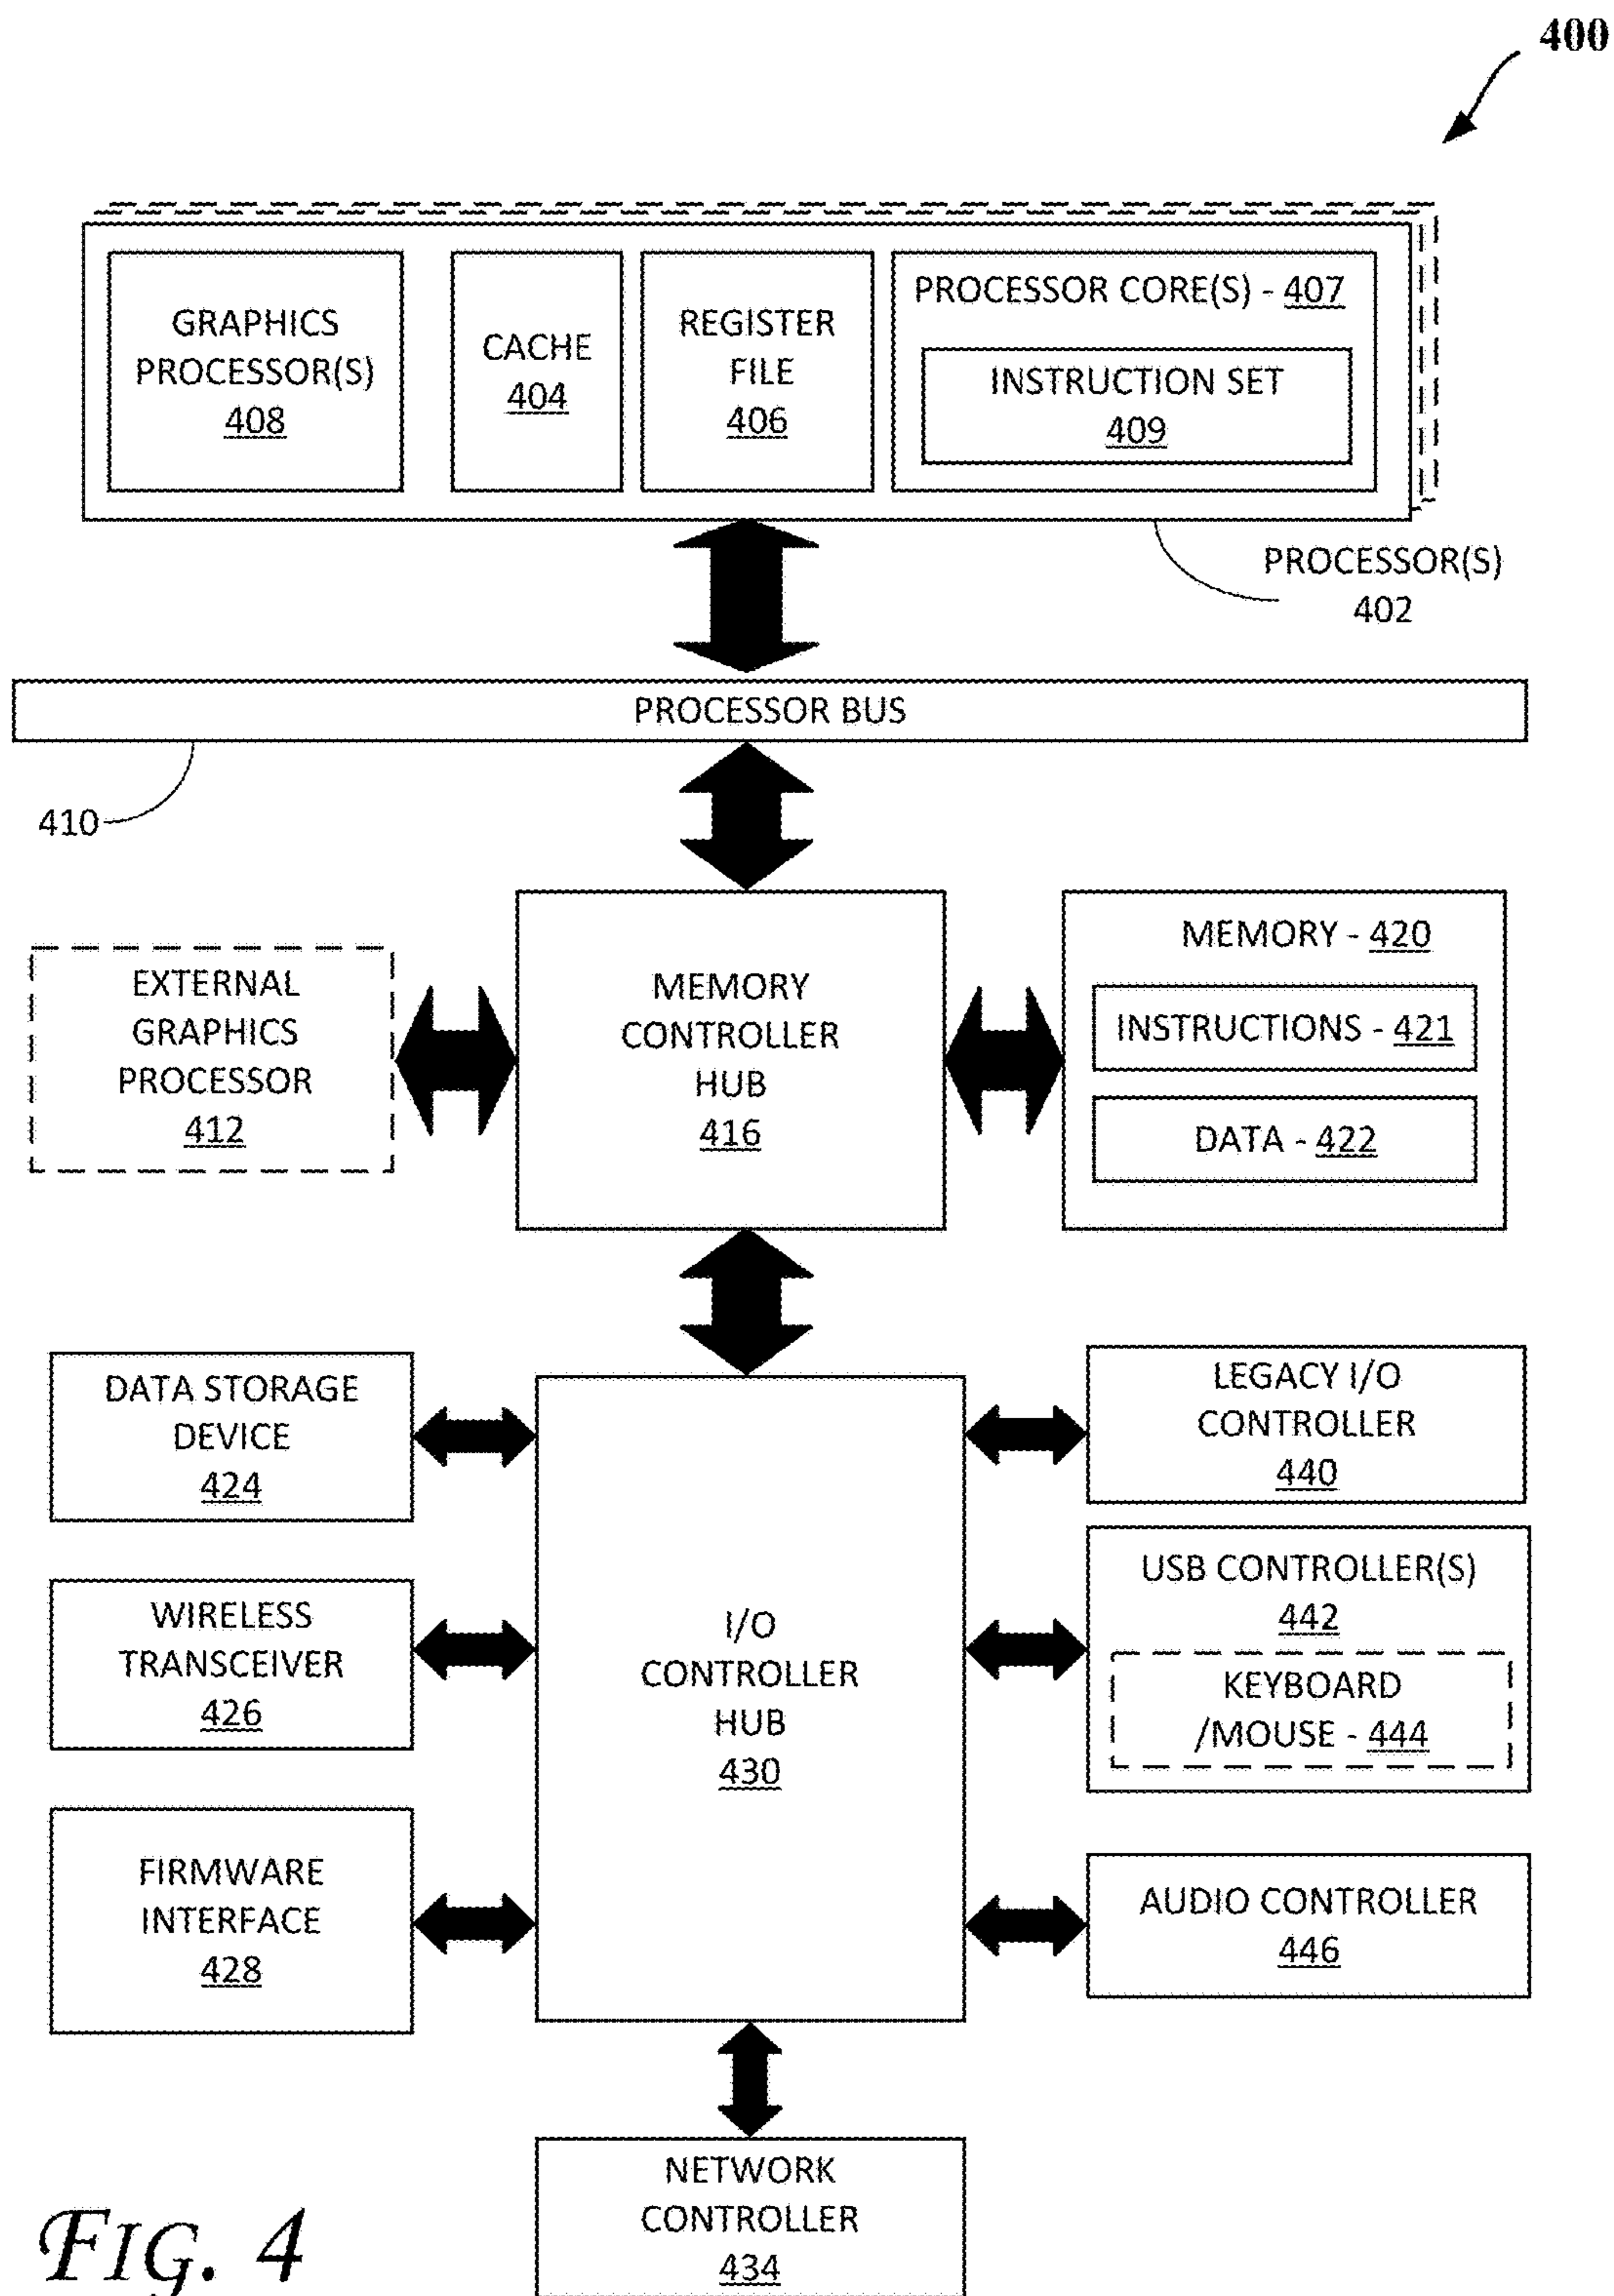 400
GRAPHICS
PROCESSOR(S)
408
CACHE
404
REGISTER
FILE
406
PROCESSOR CORE(S) - 407
INSTRUCTION SET
409
PROCESSOR(S)
402
PROCESSOR BUS
410
EXTERNAL
GRAPHICS
PROCESSOR
412
MEMORY
CONTROLLER
HUB
416
MEMORY - 420
INSTRUCTIONS - 421
DATA - 422
DATA STORAGE
DEVICE
424
WIRELESS
TRANSCEIVER
426
FIRMWARE
INTERFACE
428
I/O
CONTROLLER
HUB
430
LEGACY I/O
CONTROLLER
440
USB CONTROLLER(S)
442
KEYBOARD
/MOUSE - 444
AUDIO CONTROLLER
446
NETWORK
CONTROLLER
434
FIG. 4